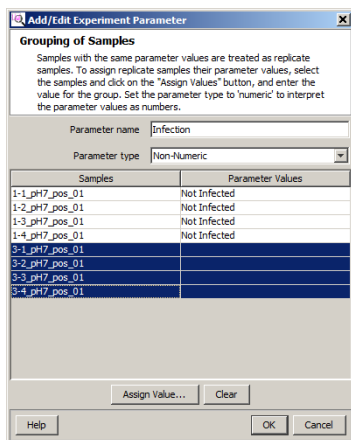 Add/Edit Experiment Parameter
Grouping of Samples
Samples with the same parameter values are treated as replicate
samples. To assign replicate samples their parameter values, select
the samples and click on the "Assign Values" button, and enter the
value for the group. Set the parameter type to 'numeric' to interpret
the parameter values as numbers.
Parameter name Infection
Parameter type Non-Numeric
Samples Parameter Values
1-1_pH7_pos_01 Not Infected
1-2_pH7_pos_01 Not Infected
1-3_pH7_pos_01 Not Infected
1-4_pH7_pos_01 Not Infected
3-1_pH7_pos_01
3-2_pH7_pos_01
3-3_pH7_pos_01
3-4_pH7_pos_01
Assign Value... Clear
Help OK Cancel